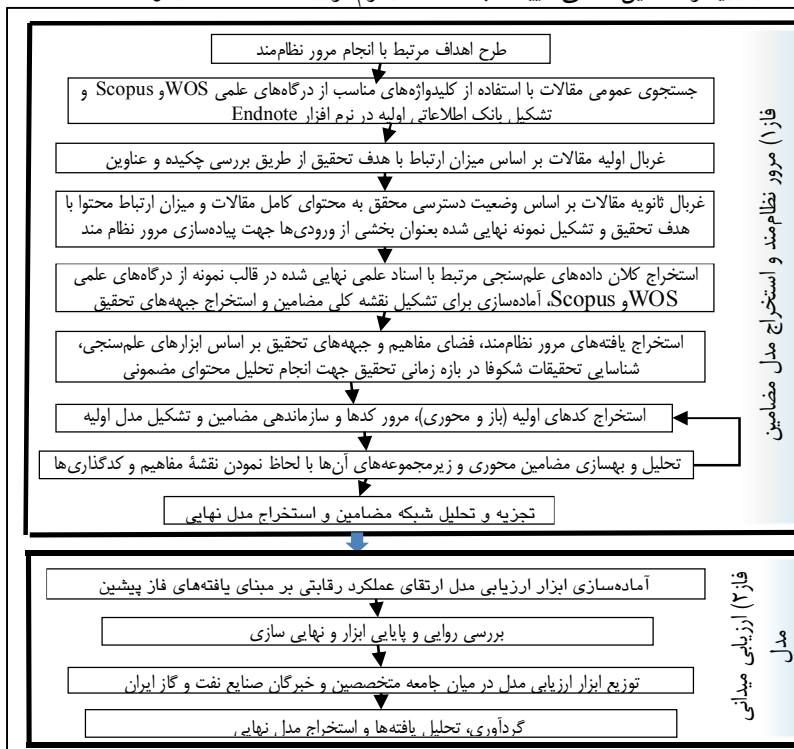 طرح اهداف مرتبط با انجام مرور نظام‌مند
جستجوی عمومی مقالات با استفاده از کلیدواژه‌های مناسب از درگاه‌های علمی WOS و Scopus و
تشکیل بانک اطلاعاتی اولیه در نرم افزار Endnote
غربال اولیه مقالات بر اساس میزان ارتباط با هدف تحقیق از طریق بررسی چکیده و عناوین
غربال ثانویه مقالات بر اساس وضعیت دسترسی محقق به محتوای کامل مقالات و میزان ارتباط محتوا با
هدف تحقیق و تشکیل نمونه نهایی شده بعنوان بخشی از ورودی‌ها جهت پیاده‌سازی مرور نظام مند
استخراج کلان داده‌های علم‌سنجی مرتبط با اسناد علمی نهایی شده در قالب نمونه از درگاه‌های علمی
WOS و Scopus، آماده‌سازی برای تشکیل نقشه کلی مضامین و استخراج جبهه‌های تحقیق
استخراج یافته‌های مرور نظام‌مند، فضای مفاهیم و جبهه‌های تحقیق بر اساس ابزارهای علم‌سنجی،
شناسایی تحقیقات شکوفا در بازه زمانی تحقیق جهت انجام تحلیل محتوای مضمونی
استخراج کدهای اولیه (باز و محوری)، مرور کدها و سازماندهی مضامین و تشکیل مدل اولیه
تحلیل و بهسازی مضامین محوری و زیرمجموعه‌های آن‌ها با لحاظ نمودن نقشهٔ مفاهیم و کدگذاری‌ها
تجزیه و تحلیل شبکه مضامین و استخراج مدل نهایی
فاز۱) مرور نظام‌مند و استخراج مدل مضامین
آماده‌سازی ابزار ارزیابی مدل ارتقای عملکرد رقابتی بر مبنای یافته‌های فاز پیشین
بررسی روایی و پایایی ابزار و نهایی سازی
توزیع ابزار ارزیابی مدل در میان جامعه متخصصین و خبرگان صنایع نفت و گاز ایران
گردآوری، تحلیل یافته‌ها و استخراج مدل نهایی
فاز۲) ارزیابی میدانی
مدل